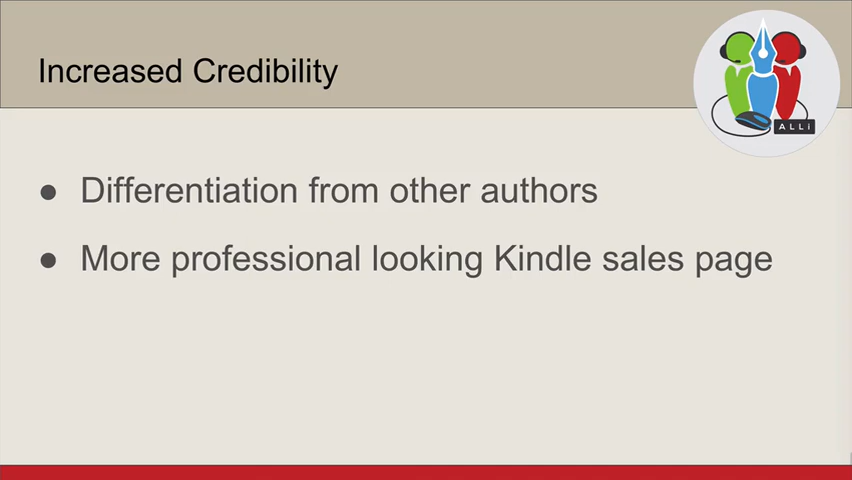 Increased Credibility
ALLi
● Differentiation from other authors
● More professional looking Kindle sales page